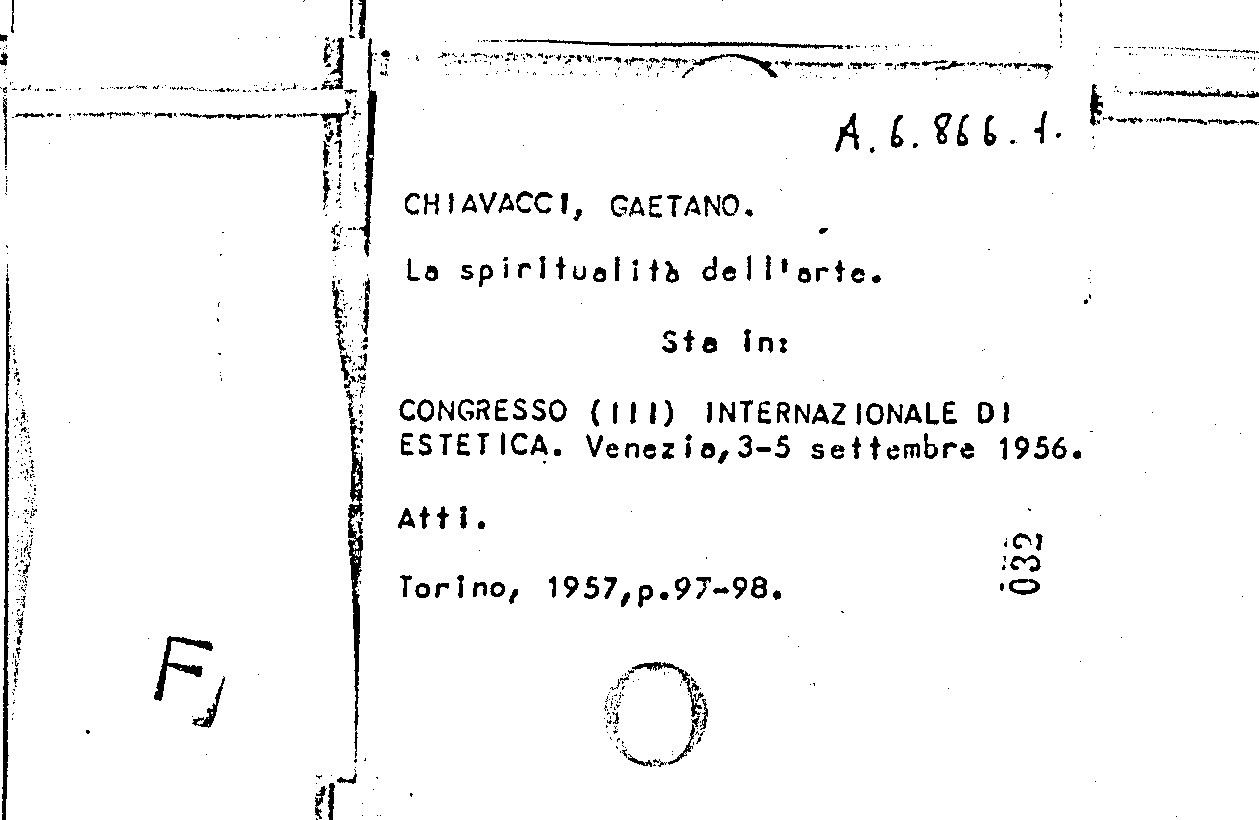 A.6.866.1.
CHIAVACCI, GAETANO.
La spiritualità dell'arte.
Sta in:
CONGRESSO (III) INTERNAZIONALE DI
ESTETICA. Venezia,3-5 settembre 1956.
Atti.
032
Torino, 1957,p.97-98.